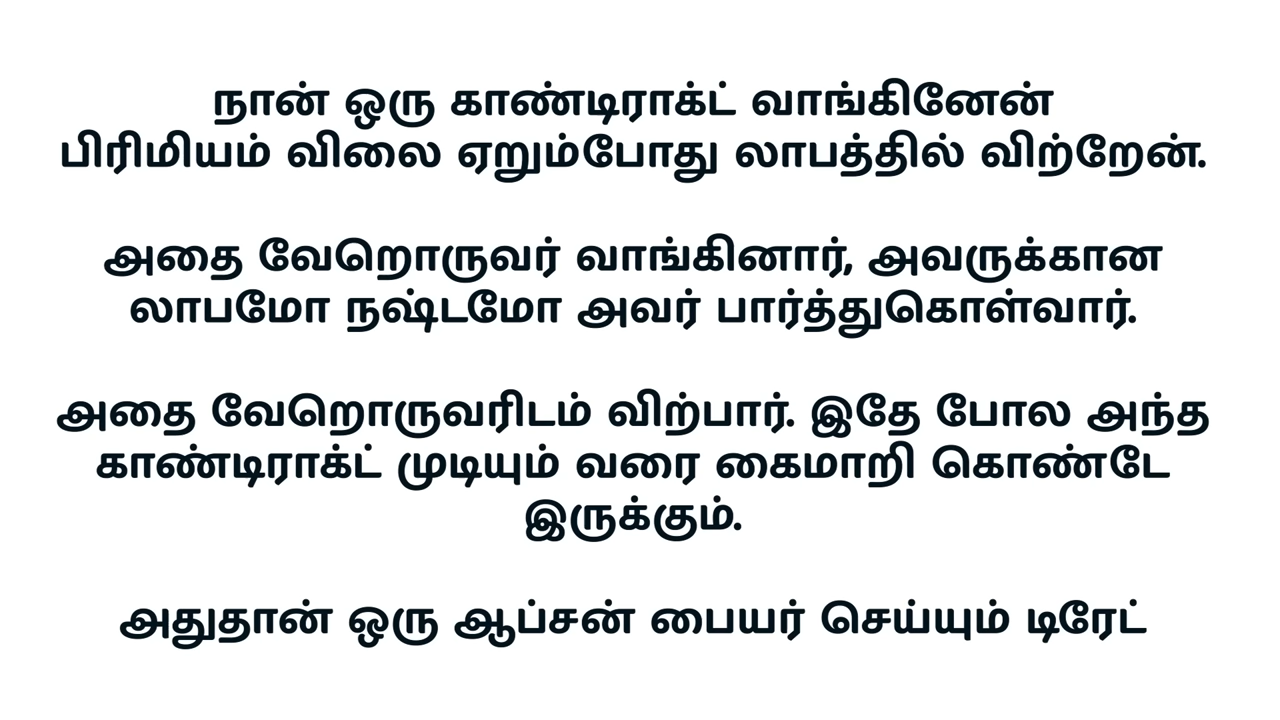 நான் ஒரு காண்டிராக்ட் வாங்கினேன்
பிரிமியம் விலை ஏறும்போது லாபத்தில் விற்றேன்.
அதை வேறொருவர் வாங்கினார், அவருக்கான
லாபமோ நஷ்டமோ அவர் பார்த்துகொள்வார்.
அதை வேறொருவரிடம் விற்பார். இதே போல அந்த
காண்டிராக்ட் முடியும் வரை கைமாறி கொண்டே
இருக்கும்.
அதுதான் ஒரு ஆப்சன் பையர் செய்யும் டிரேட்